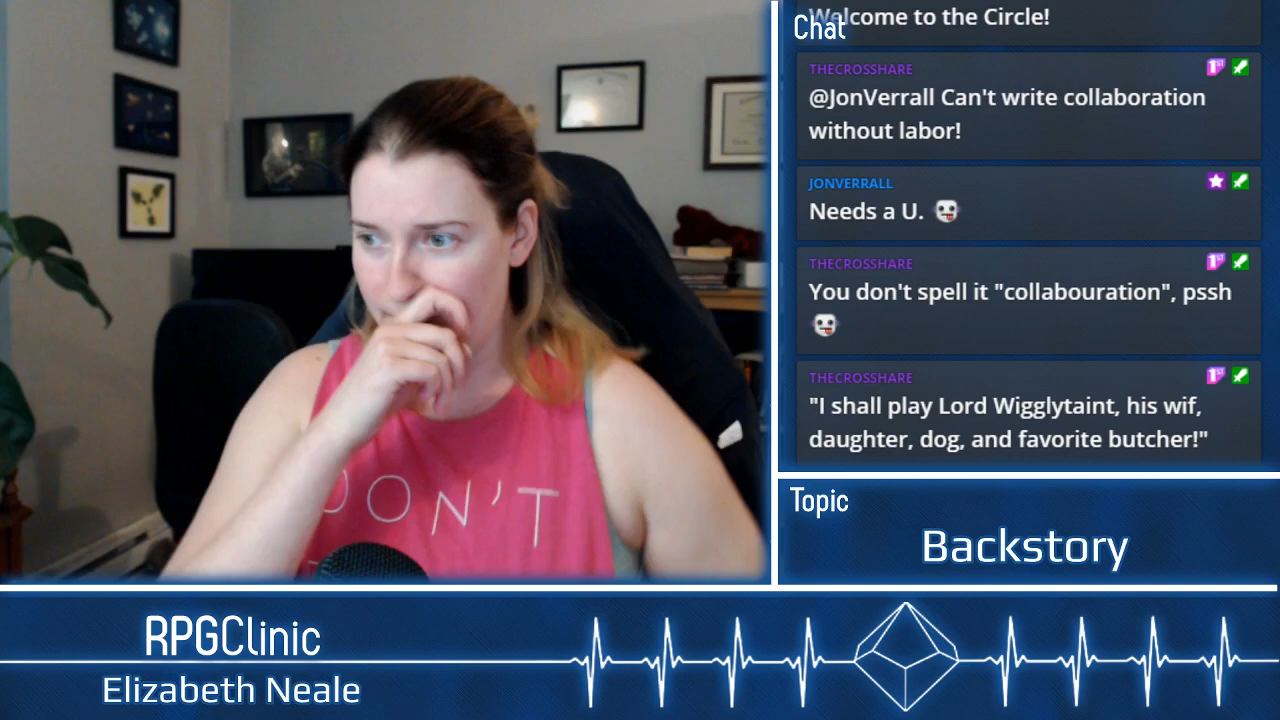 Welcome to the Circle!
Chat
THECROSSHARE
@JonVerrall Can't write collaboration
without labor!
JONVERRALL
Needs a U.
THECROSSHARE
You don't spell it "collabouration", pssh
THECROSSHARE
"I shall play Lord Wigglytaint, his wif,
daughter, dog, and favorite butcher!"
DON'T
Topic
Backstory
RPGClinic
Elizabeth Neale